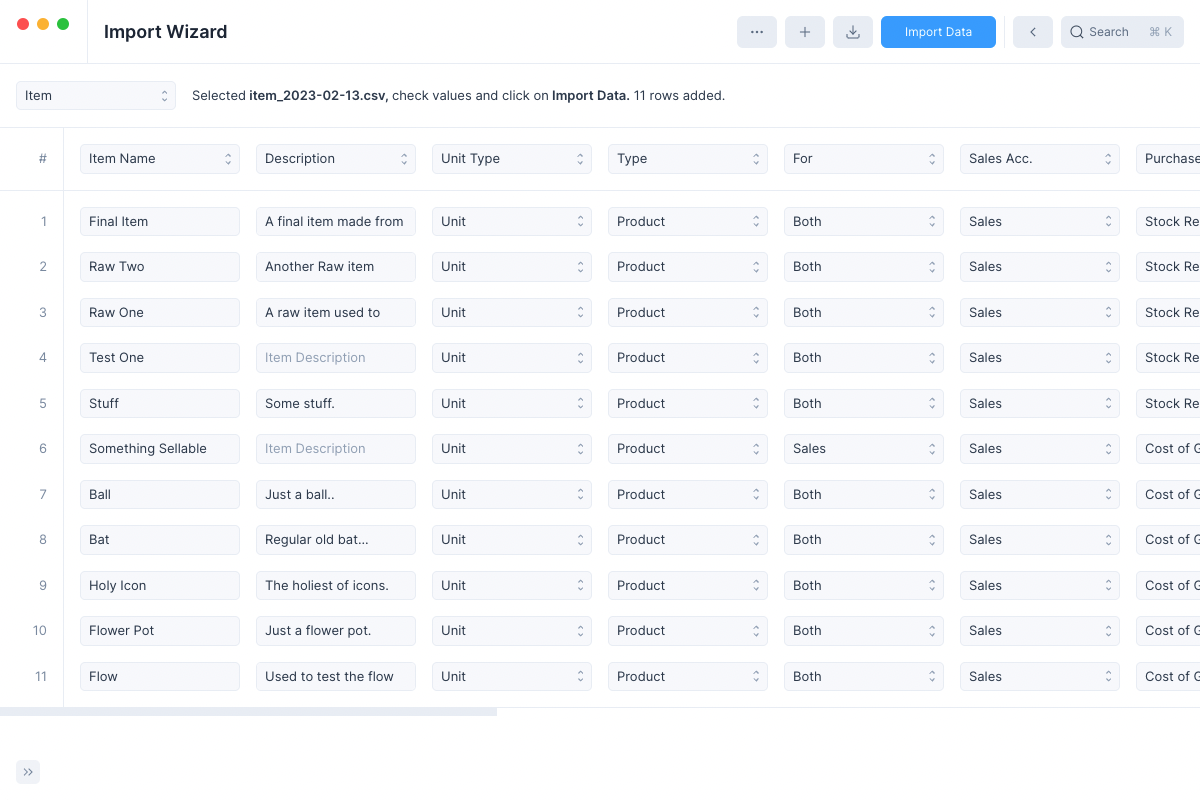 Import Wizard
...
Import Data
Search ⌘ K
Item
Selected item_2023-02-13.csv, check values and click on Import Data. 11 rows added.
# Item Name Description Unit Type Type For Sales Acc. Purchase
1 Final Item A final item made from Unit Product Both Sales Stock Re
2 Raw Two Another Raw item Unit Product Both Sales Stock Re
3 Raw One A raw item used to Unit Product Both Sales Stock Re
4 Test One Item Description Unit Product Both Sales Stock Re
5 Stuff Some stuff. Unit Product Both Sales Stock Re
6 Something Sellable Item Description Unit Product Sales Sales Cost of G
7 Ball Just a ball.. Unit Product Both Sales Cost of G
8 Bat Regular old bat... Unit Product Both Sales Cost of G
9 Holy Icon The holiest of icons. Unit Product Both Sales Cost of G
10 Flower Pot Just a flower pot. Unit Product Both Sales Cost of G
11 Flow Used to test the flow Unit Product Both Sales Cost of G